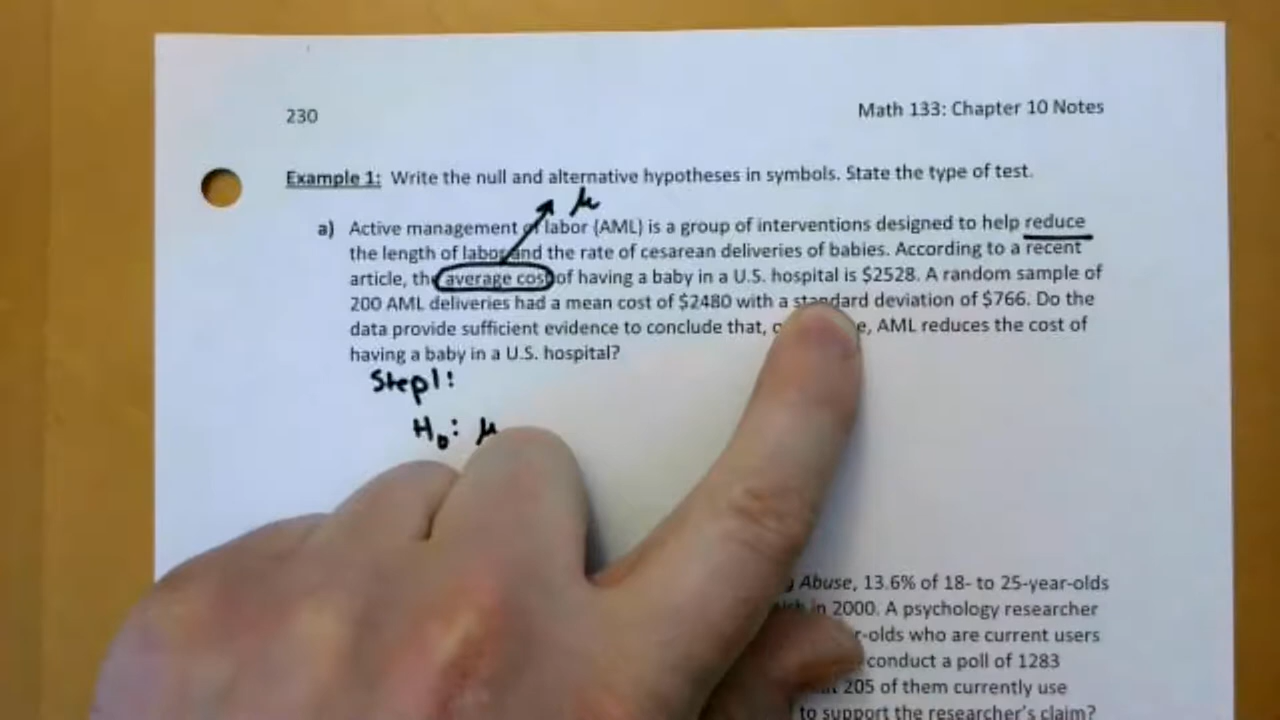 230 Math 133: Chapter 10 Notes
Example 1: Write the null and alternative hypotheses in symbols. State the type of test.
μ
a) Active management of labor (AML) is a group of interventions designed to help reduce
the length of labor and the rate of cesarean deliveries of babies. According to a recent
article, the average cost of having a baby in a U.S. hospital is $2528. A random sample of
200 AML deliveries had a mean cost of $2480 with a standard deviation of $766. Do the
data provide sufficient evidence to conclude that, AML reduces the cost of
having a baby in a U.S. hospital?
Step 1:
H₀: μ
Abuse, 13.6% of 18- to 25-year-olds
in 2000. A psychology researcher
-olds who are current users
conduct a poll of 1283
205 of them currently use
to support the researcher's claim?